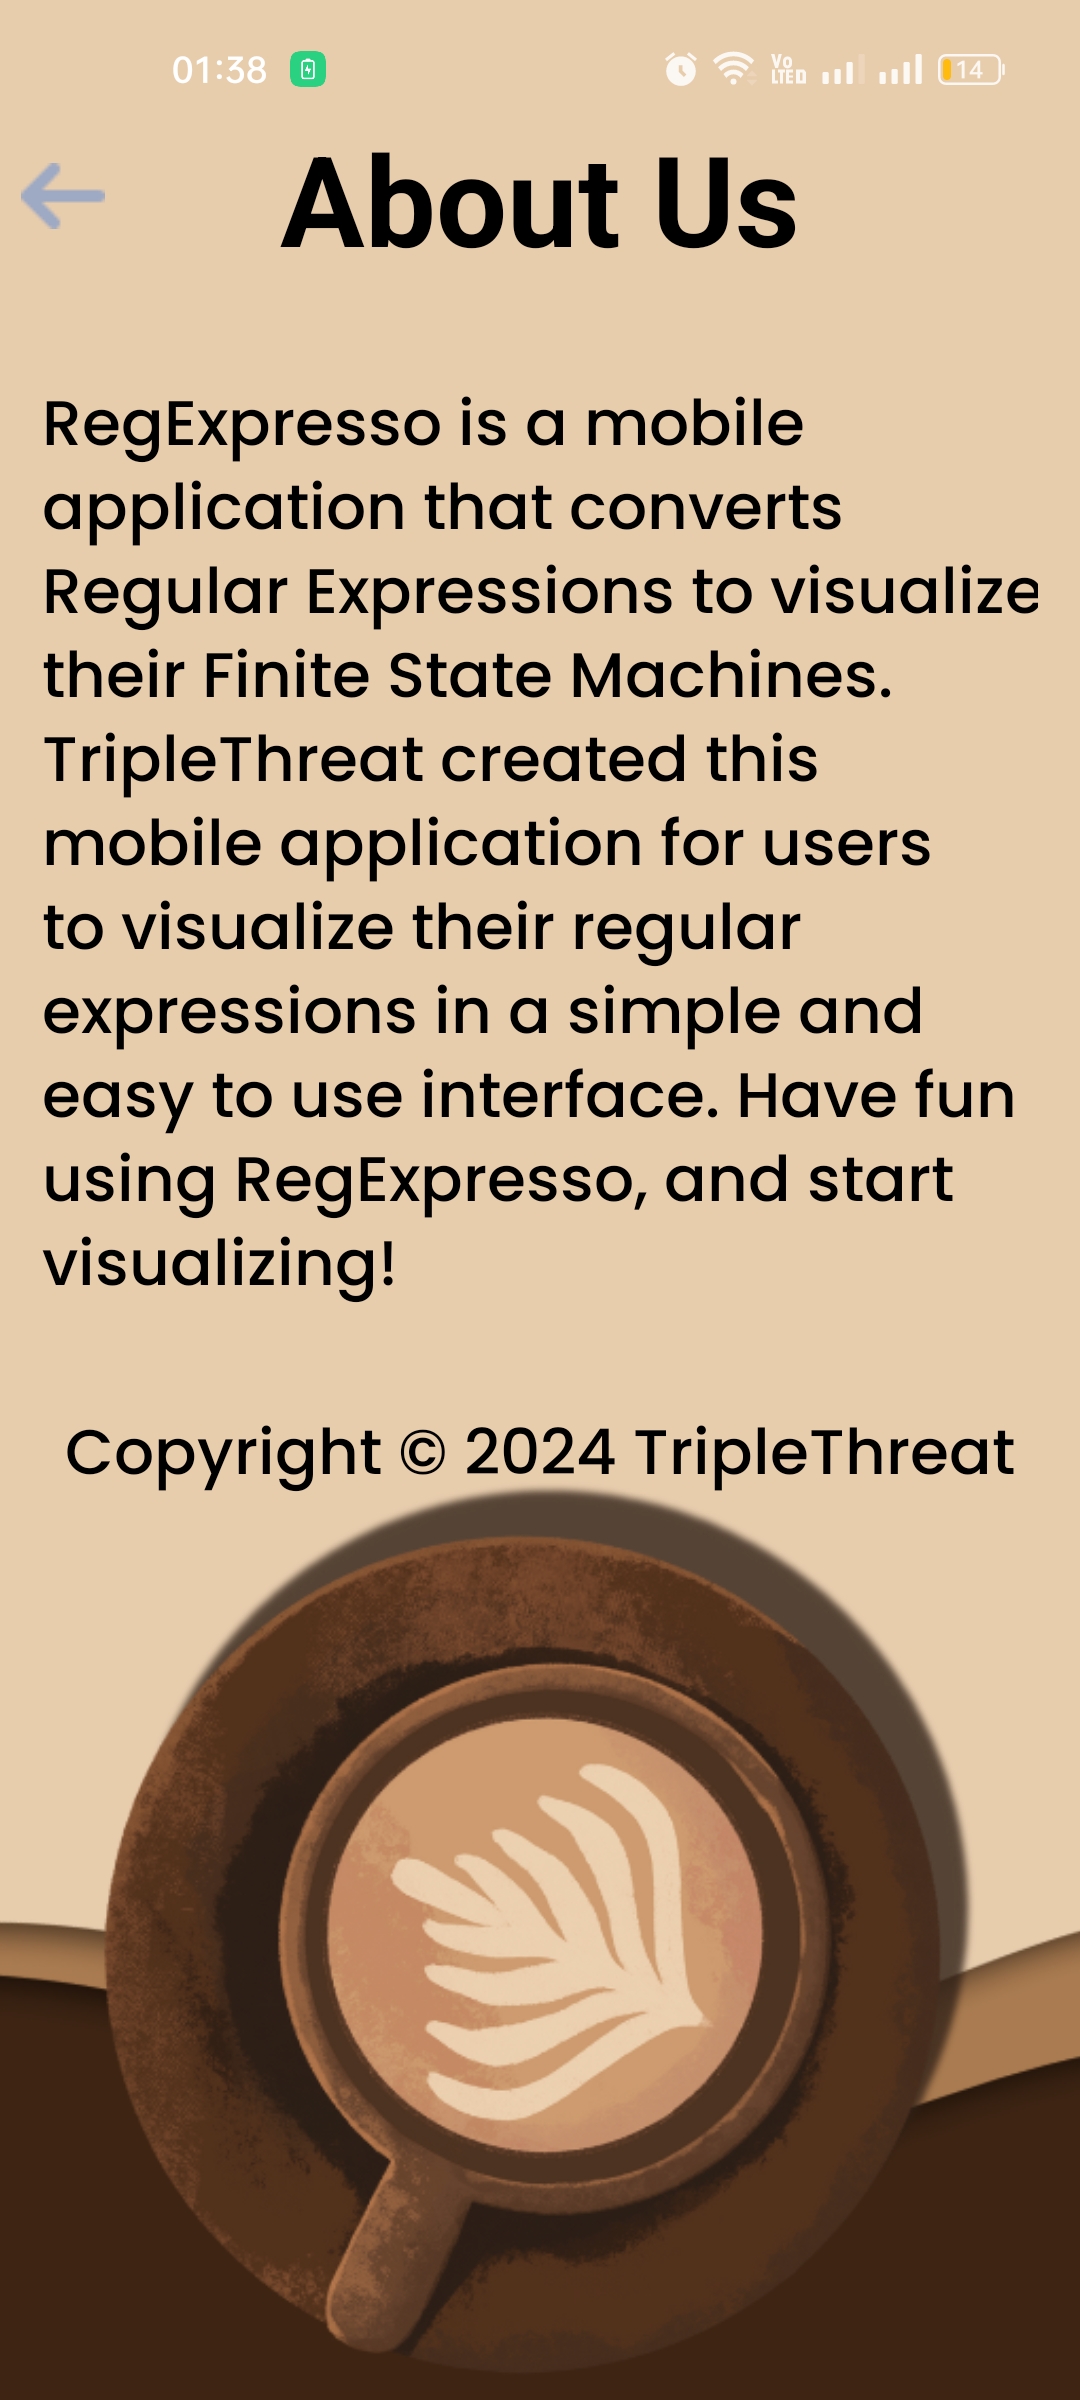 01:38
Vo
LTED
14
About Us
RegExpresso is a mobile
application that converts
Regular Expressions to visualize
their Finite State Machines.
TripleThreat created this
mobile application for users
to visualize their regular
expressions in a simple and
easy to use interface. Have fun
using RegExpresso, and start
visualizing!
Copyright © 2024 TripleThreat